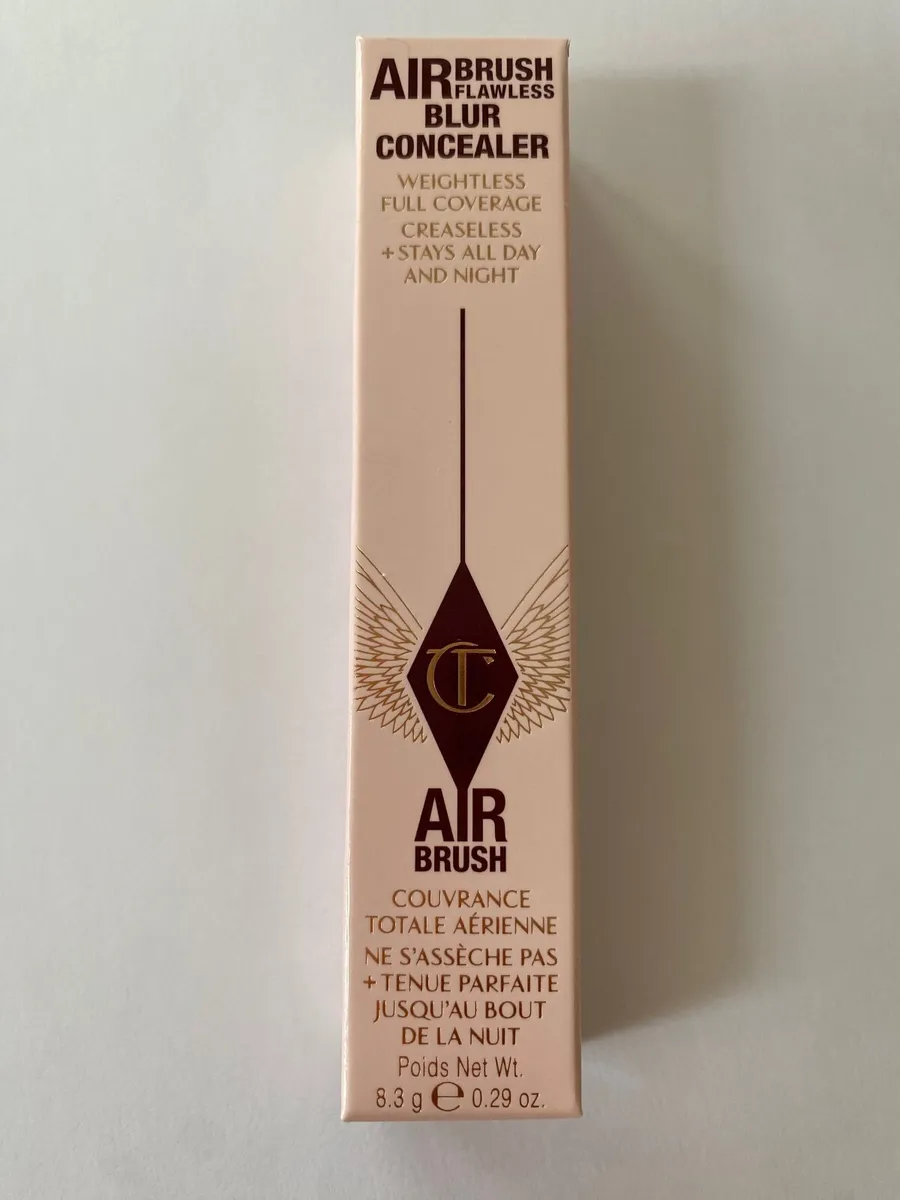 AIRBRUSH
FLAWLESS
BLUR
CONCEALER
WEIGHTLESS
FULL COVERAGE
CREASELESS
+ STAYS ALL DAY
AND NIGHT
CT
AIR
BRUSH
COUVRANCE
TOTALE AÉRIENNE
NE S'ASSÈCHE PAS
+ TENUE PARFAITE
JUSQU'AU BOUT
DE LA NUIT
Poids Net Wt.
8.3 g ℮ 0.29 oz.